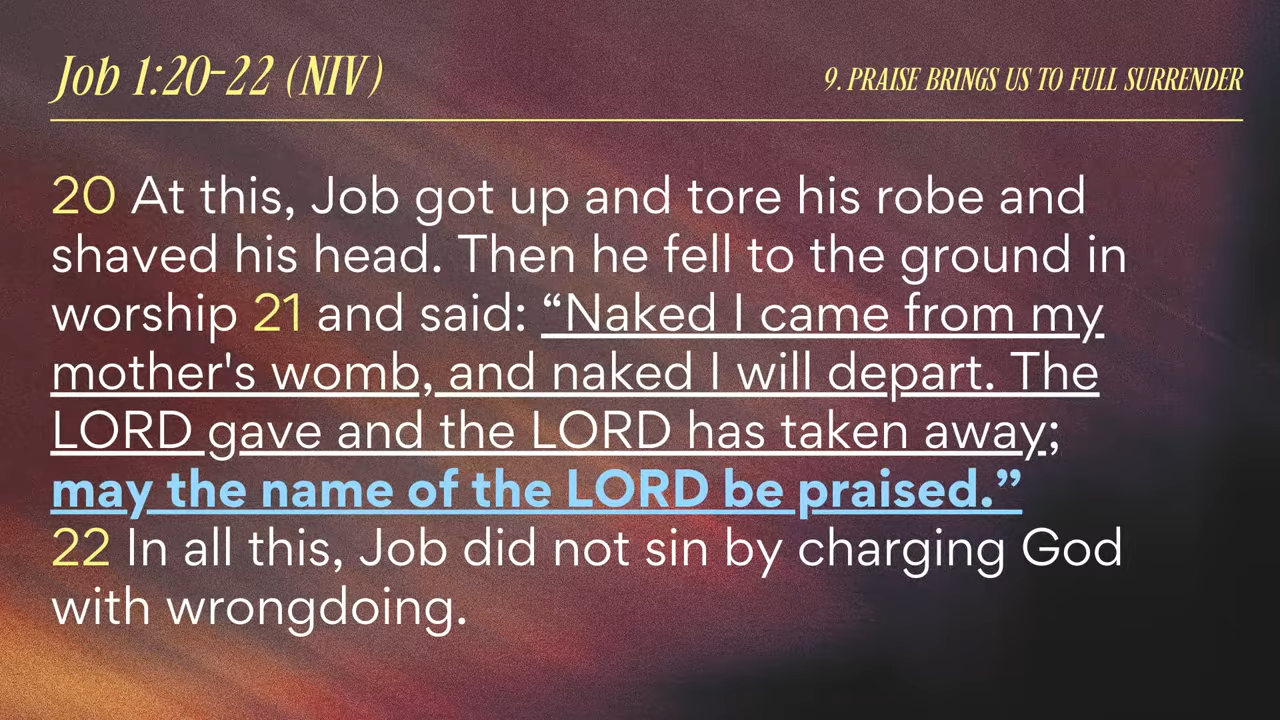 Job 1:20-22 (NIV)
9. PRAISE BRINGS US TO FULL SURRENDER
20 At this, Job got up and tore his robe and
shaved his head. Then he fell to the ground in
worship 21 and said: “Naked I came from my
mother's womb, and naked I will depart. The
LORD gave and the LORD has taken away;
may the name of the LORD be praised.”
22 In all this, Job did not sin by charging God
with wrongdoing.